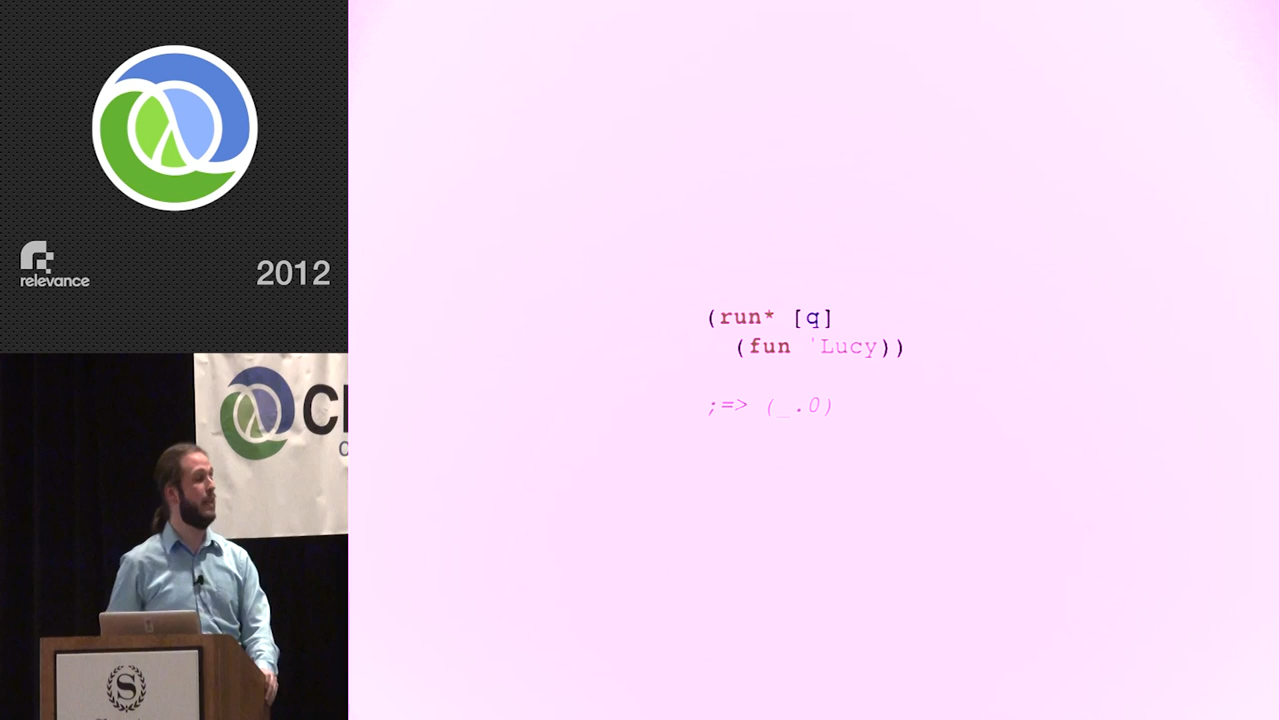 relevance
2012
(run* [q]
(fun 'Lucy))
;=> (_.0)
S